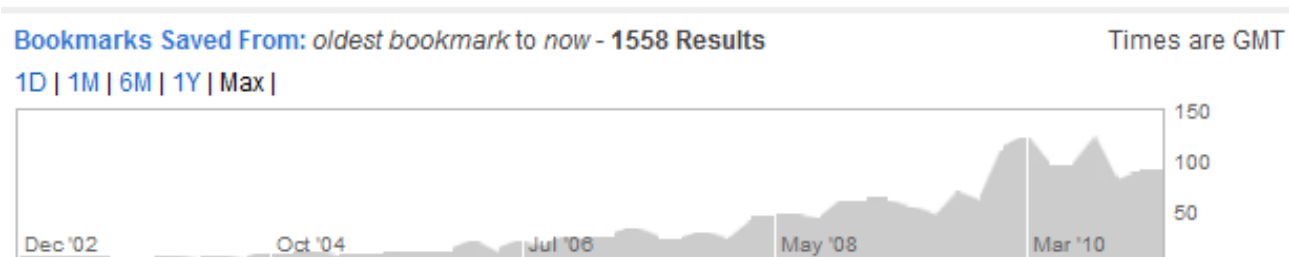 Bookmarks Saved From: oldest bookmark to now - 1558 Results Times are GMT
1D | 1M | 6M | 1Y | Max |
150
100
50
Dec '02 Oct '04 Jul '06 May '08 Mar '10